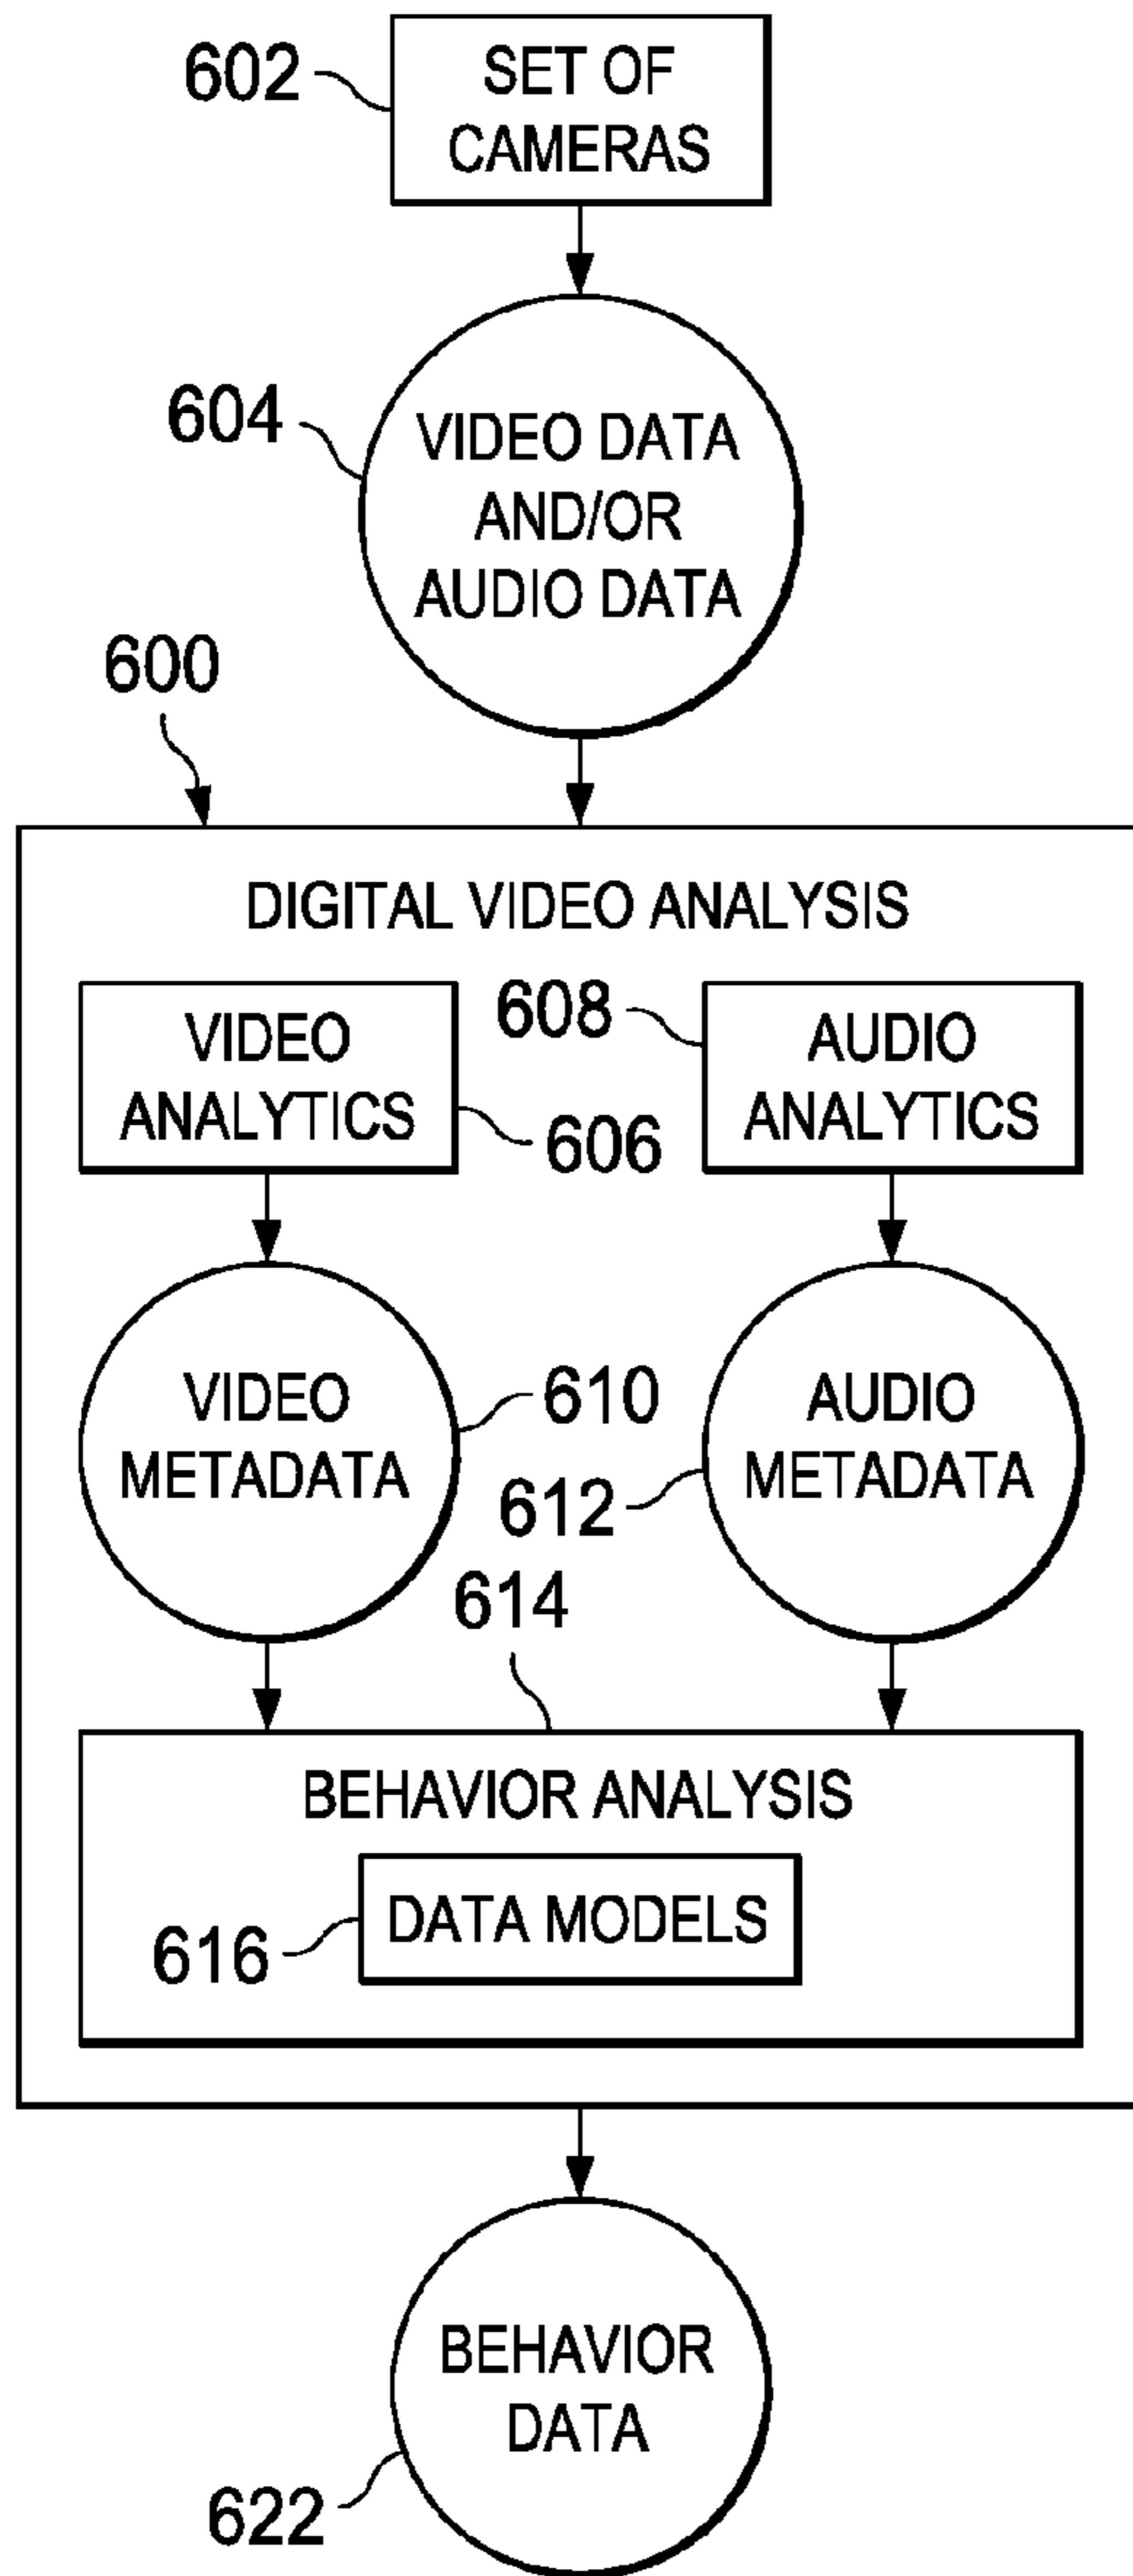 602
SET OF
CAMERAS
604
VIDEO DATA
AND/OR
AUDIO DATA
600
DIGITAL VIDEO ANALYSIS
VIDEO
ANALYTICS
606
608
AUDIO
ANALYTICS
VIDEO
METADATA
610
612
AUDIO
METADATA
614
BEHAVIOR ANALYSIS
616
DATA MODELS
BEHAVIOR
DATA
622